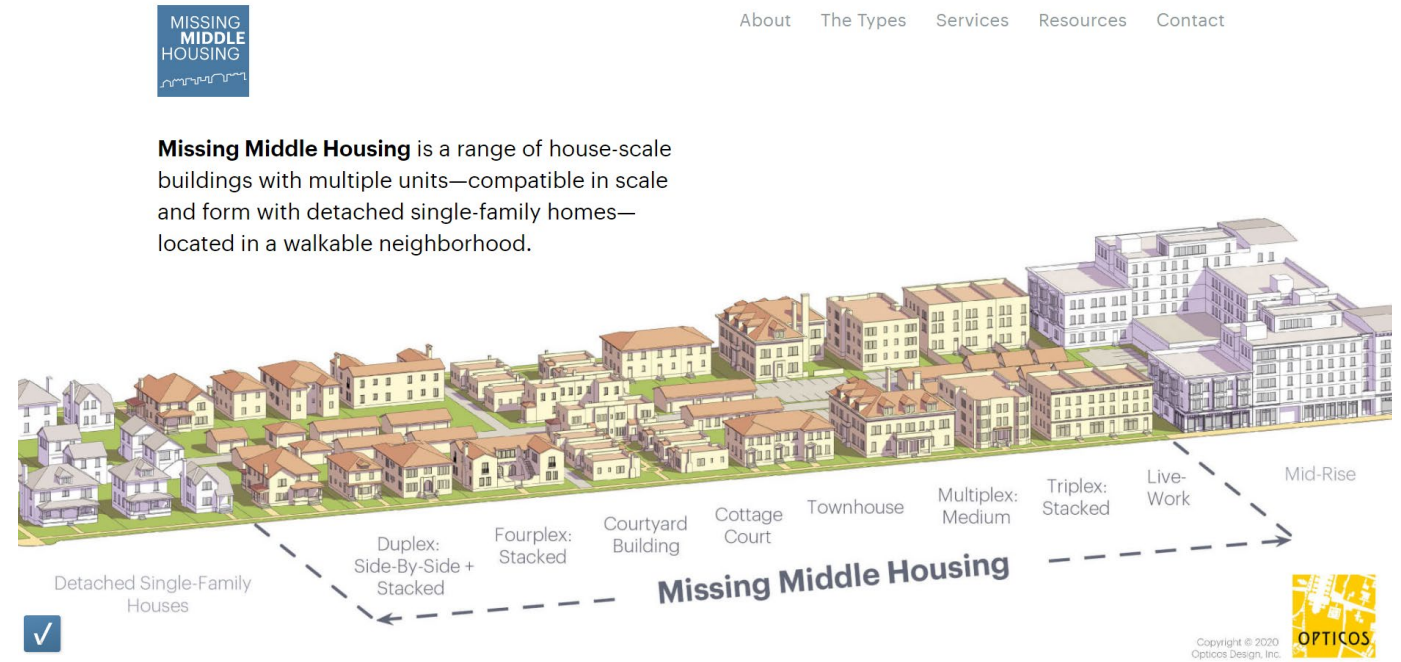 MISSING
MIDDLE
HOUSING
About The Types Services Resources Contact
Missing Middle Housing is a range of house-scale
buildings with multiple units—compatible in scale
and form with detached single-family homes—
located in a walkable neighborhood.
Detached Single-Family
Houses
Duplex:
Side-By-Side +
Stacked
Fourplex:
Stacked
Courtyard
Building
Cottage
Court
Townhouse
Multiplex:
Medium
Triplex:
Stacked
Live-
Work
Mid-Rise
Missing Middle Housing
Copyright © 2020
Opticos Design, Inc.
OPTICOS